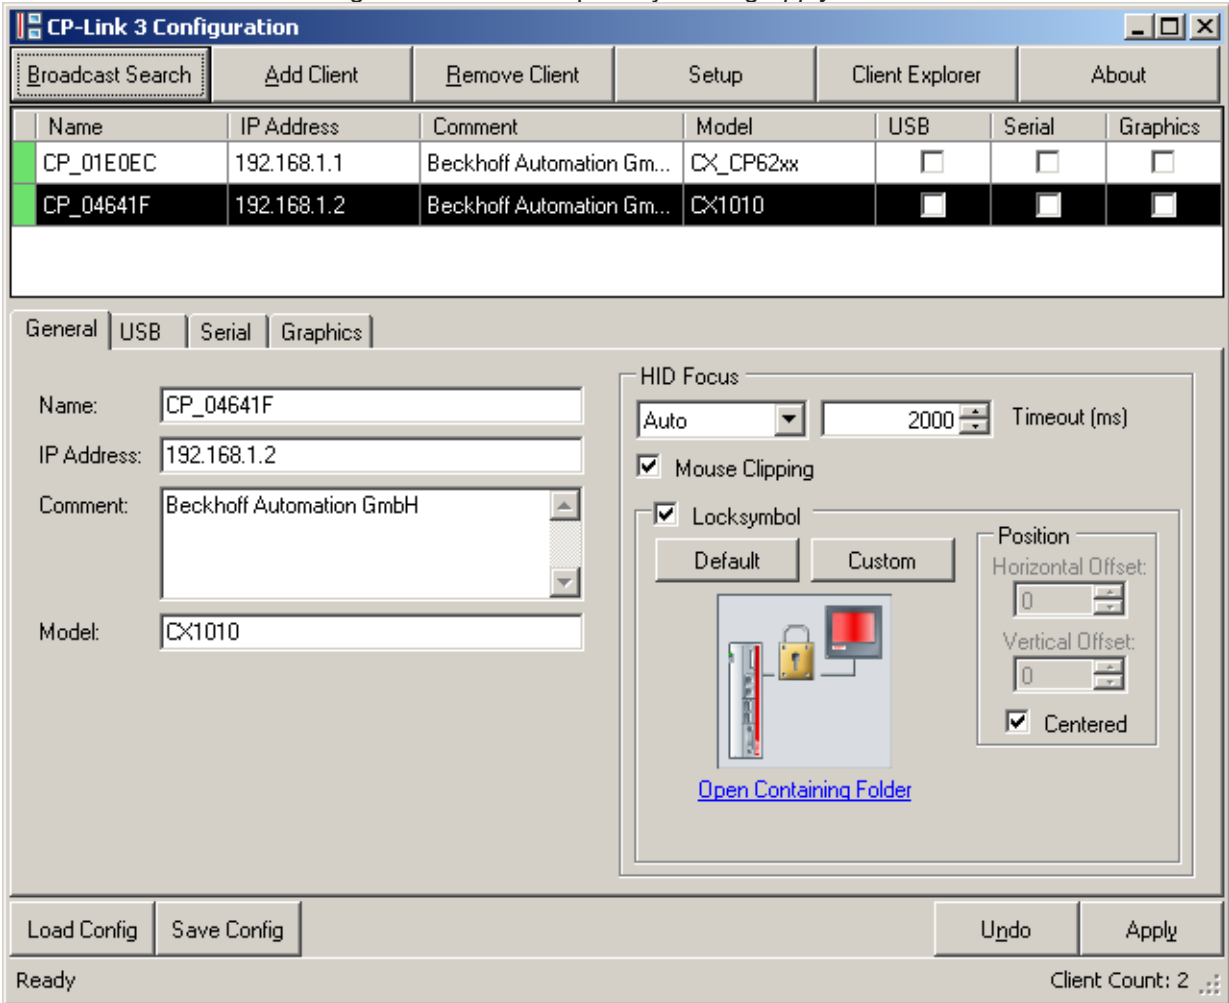 CP-Link 3 Configuration
Broadcast Search Add Client Remove Client Setup Client Explorer About
Name IP Address Comment Model USB Serial Graphics
CP_01E0EC 192.168.1.1 Beckhoff Automation Gm... CX_CP62xx
CP_04641F 192.168.1.2 Beckhoff Automation Gm... CX1010
General USB Serial Graphics
HID Focus
Name: CP_04641F
Auto 2000 Timeout (ms)
IP Address: 192.168.1.2
Mouse Clipping
Comment: Beckhoff Automation GmbH
Locksymbol
Default Custom
Position
Horizontal Offset:
0
Model: CX1010
Vertical Offset:
0
Centered
Open Containing Folder
Load Config Save Config Undo Apply
Ready Client Count: 2